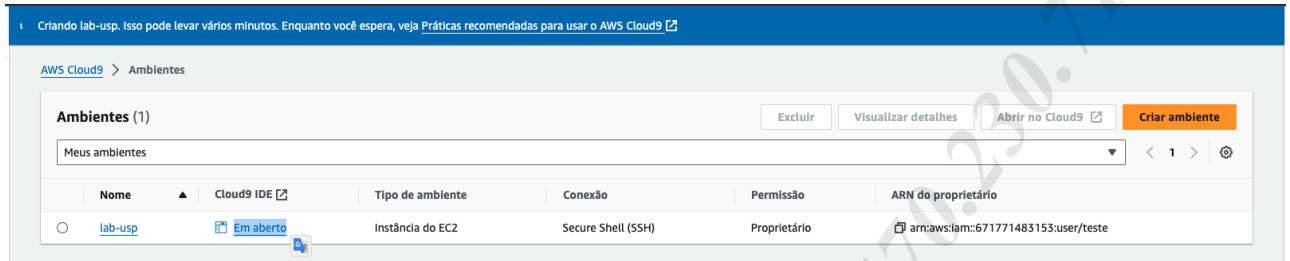 Criando lab-usp. Isso pode levar vários minutos. Enquanto você espera, veja Práticas recomendadas para usar o AWS Cloud9
AWS Cloud9 > Ambientes
Ambientes (1)
Excluir
Visualizar detalhes
Abrir no Cloud9
Criar ambiente
Meus ambientes
< 1 >
Nome Cloud9 IDE Tipo de ambiente Conexão Permissão ARN do proprietário
lab-usp Em aberto Instância do EC2 Secure Shell (SSH) Proprietário arn:aws:iam::671771483153:user/teste
170.230.